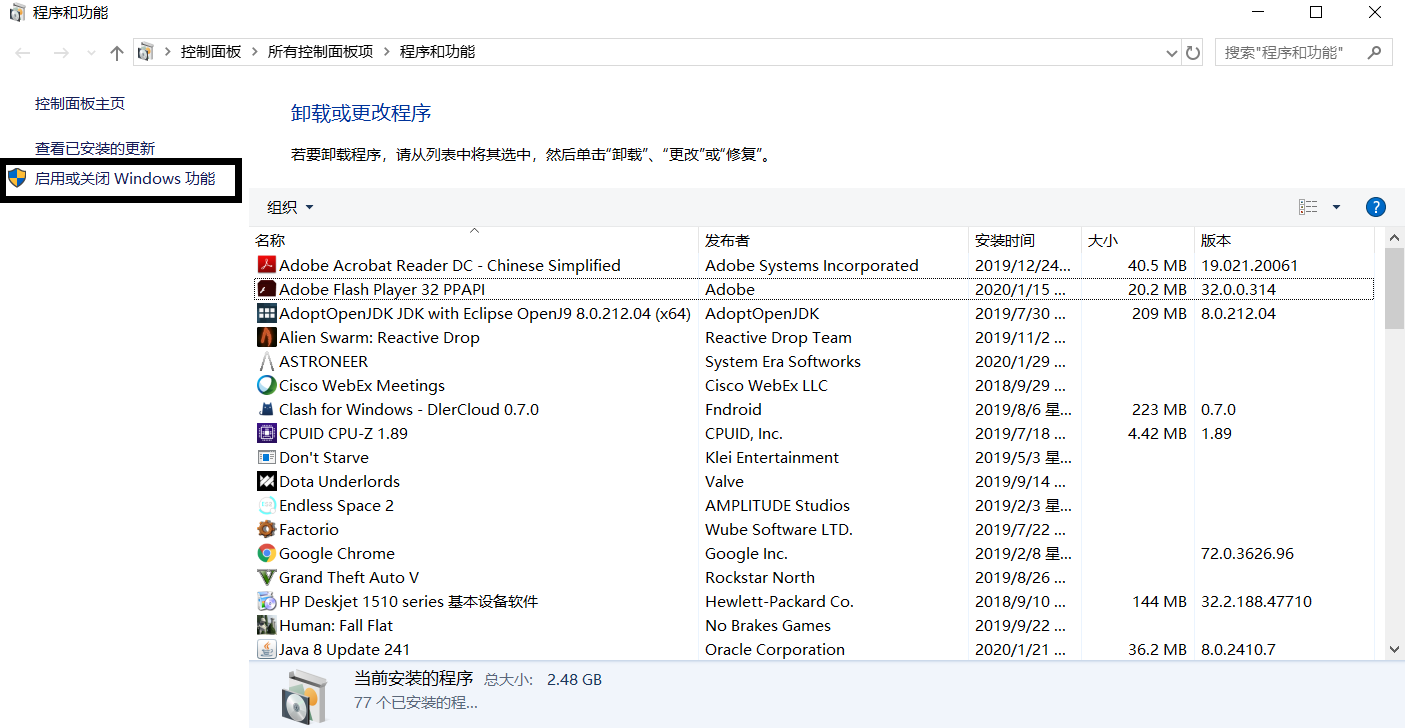 程序和功能
控制面板 › 所有控制面板项 › 程序和功能
搜索"程序和功能"
控制面板主页
查看已安装的更新
启用或关闭 Windows 功能
卸载或更改程序
若要卸载程序，请从列表中将其选中，然后单击“卸载”、“更改”或“修复”。
组织
名称 发布者 安装时间 大小 版本
Adobe Acrobat Reader DC - Chinese Simplified Adobe Systems Incorporated 2019/12/24... 40.5 MB 19.021.20061
Adobe Flash Player 32 PPAPI Adobe 2020/1/15 ... 20.2 MB 32.0.0.314
AdoptOpenJDK JDK with Eclipse OpenJ9 8.0.212.04 (x64) AdoptOpenJDK 2019/7/30 ... 209 MB 8.0.212.04
Alien Swarm: Reactive Drop Reactive Drop Team 2019/11/2 ...
ASTRONEER System Era Softworks 2020/1/29 ...
Cisco WebEx Meetings Cisco WebEx LLC 2018/9/29 ...
Clash for Windows - DlerCloud 0.7.0 Fndroid 2019/8/6 星... 223 MB 0.7.0
CPUID CPU-Z 1.89 CPUID, Inc. 2019/7/18 ... 4.42 MB 1.89
Don't Starve Klei Entertainment 2019/5/3 星...
Dota Underlords Valve 2019/9/14 ...
Endless Space 2 AMPLITUDE Studios 2019/2/3 星...
Factorio Wube Software LTD. 2019/7/22 ...
Google Chrome Google Inc. 2019/2/8 星... 72.0.3626.96
Grand Theft Auto V Rockstar North 2019/8/26 ...
HP Deskjet 1510 series 基本设备软件 Hewlett-Packard Co. 2018/9/10 ... 144 MB 32.2.188.47710
Human: Fall Flat No Brakes Games 2019/9/22 ...
Java 8 Update 241 Oracle Corporation 2020/1/21 ... 36.2 MB 8.0.2410.7
当前安装的程序 总大小: 2.48 GB
77 个已安装的程...